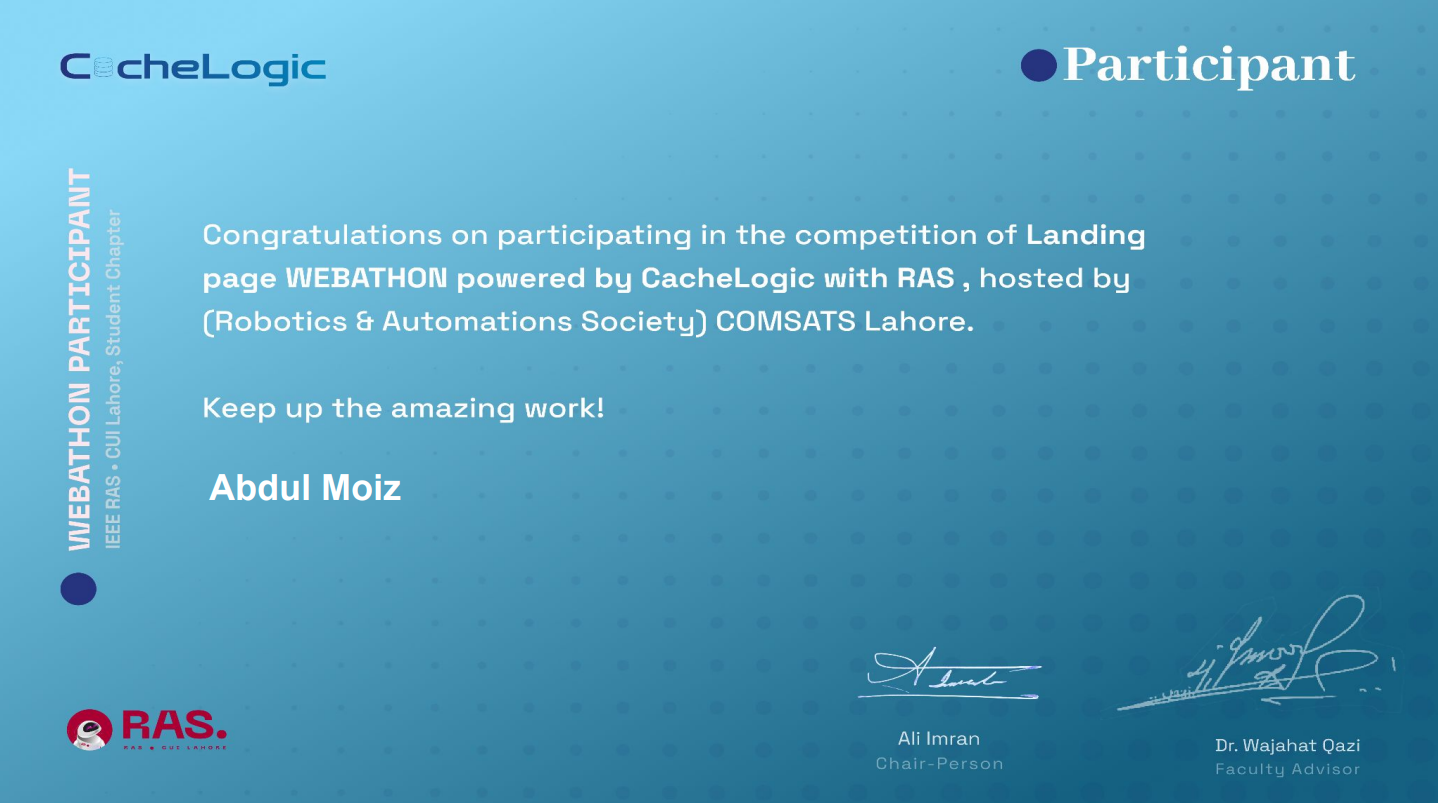 CacheLogic
Participant
WEBATHON PARTICIPANT
IEEE RAS • CUI Lahore, Student Chapter
Congratulations on participating in the competition of Landing
page WEBATHON powered by CacheLogic with RAS , hosted by
(Robotics & Automations Society) COMSATS Lahore.
Keep up the amazing work!
Abdul Moiz
RAS.
RAS • CUI LAHORE
Ali Imran
Chair-Person
Dr. Wajahat Qazi
Faculty Advisor